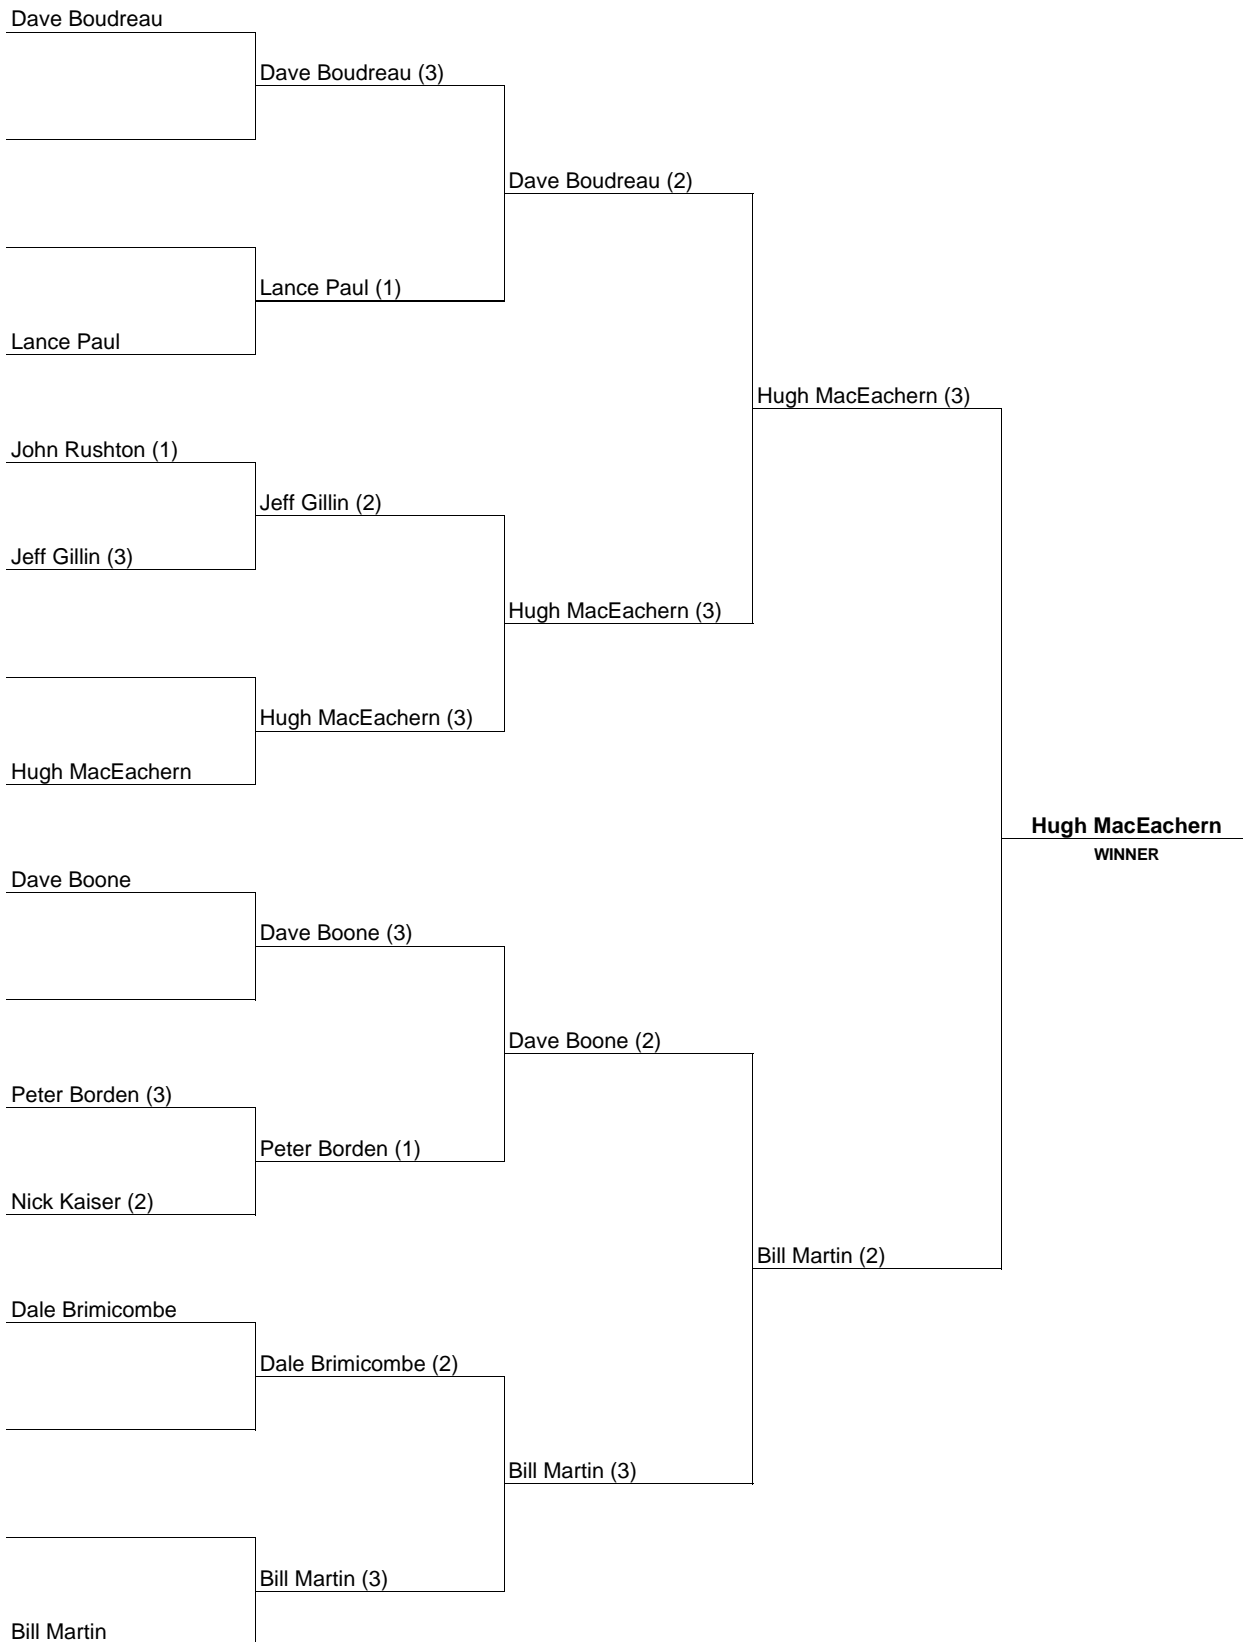 Dave Boudreau
Dave Boudreau (3)
Dave Boudreau (2)
Lance Paul (1)
Lance Paul
Hugh MacEachern (3)
John Rushton (1)
Jeff Gillin (2)
Jeff Gillin (3)
Hugh MacEachern (3)
Hugh MacEachern (3)
Hugh MacEachern
Hugh MacEachern
WINNER
Dave Boone
Dave Boone (3)
Dave Boone (2)
Peter Borden (3)
Peter Borden (1)
Nick Kaiser (2)
Bill Martin (2)
Dale Brimicombe
Dale Brimicombe (2)
Bill Martin (3)
Bill Martin (3)
Bill Martin